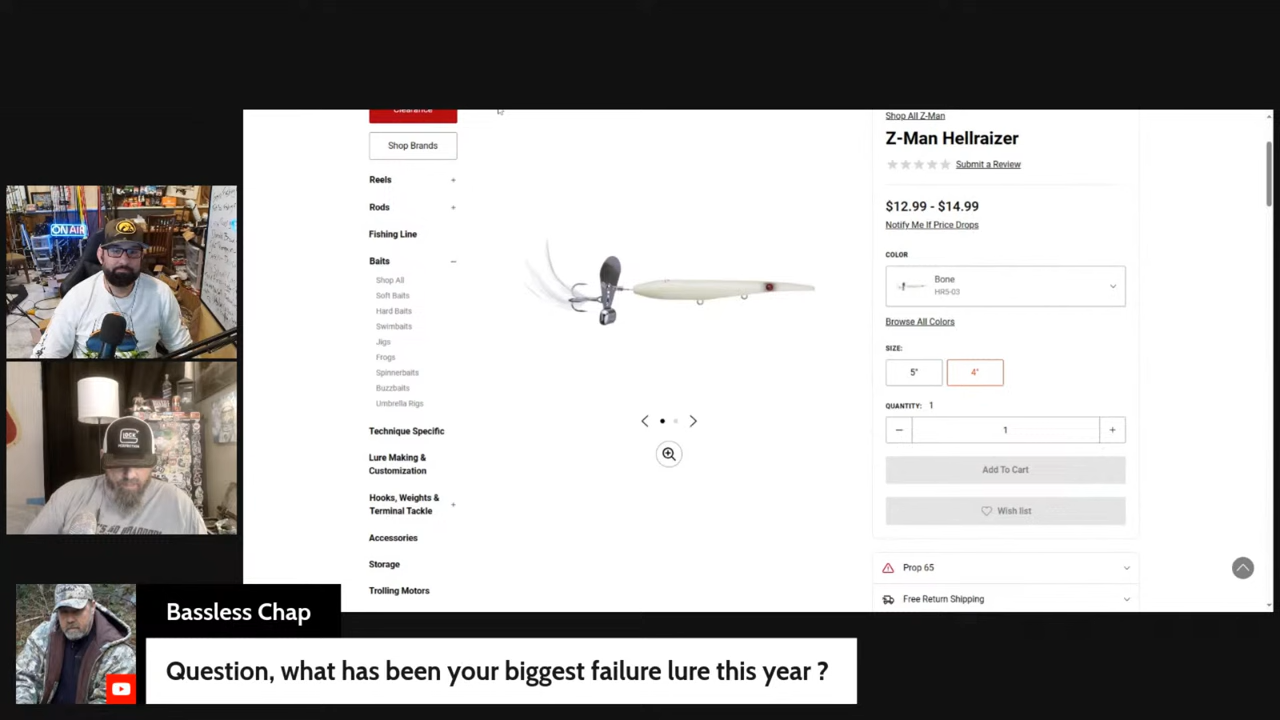 Clearance
Shop Brands
Reels +
Rods +
Fishing Line
Baits –
Shop All
Soft Baits
Hard Baits
Swimbaits
Jigs
Frogs
Spinnerbaits
Buzzbaits
Umbrella Rigs
Technique Specific
Lure Making &
Customization
Hooks, Weights &
Terminal Tackle +
Accessories
Storage
Trolling Motors
Shop All Z-Man
Z-Man Hellraizer
Submit a Review
$12.99 - $14.99
Notify Me If Price Drops
COLOR
Bone
HR5-03
Browse All Colors
SIZE:
5" 4"
QUANTITY: 1
− 1 +
Add To Cart
Wish list
Prop 65
Free Return Shipping
ON AIR
GLOCK
PERFECTION
Bassless Chap
Question, what has been your biggest failure lure this year ?